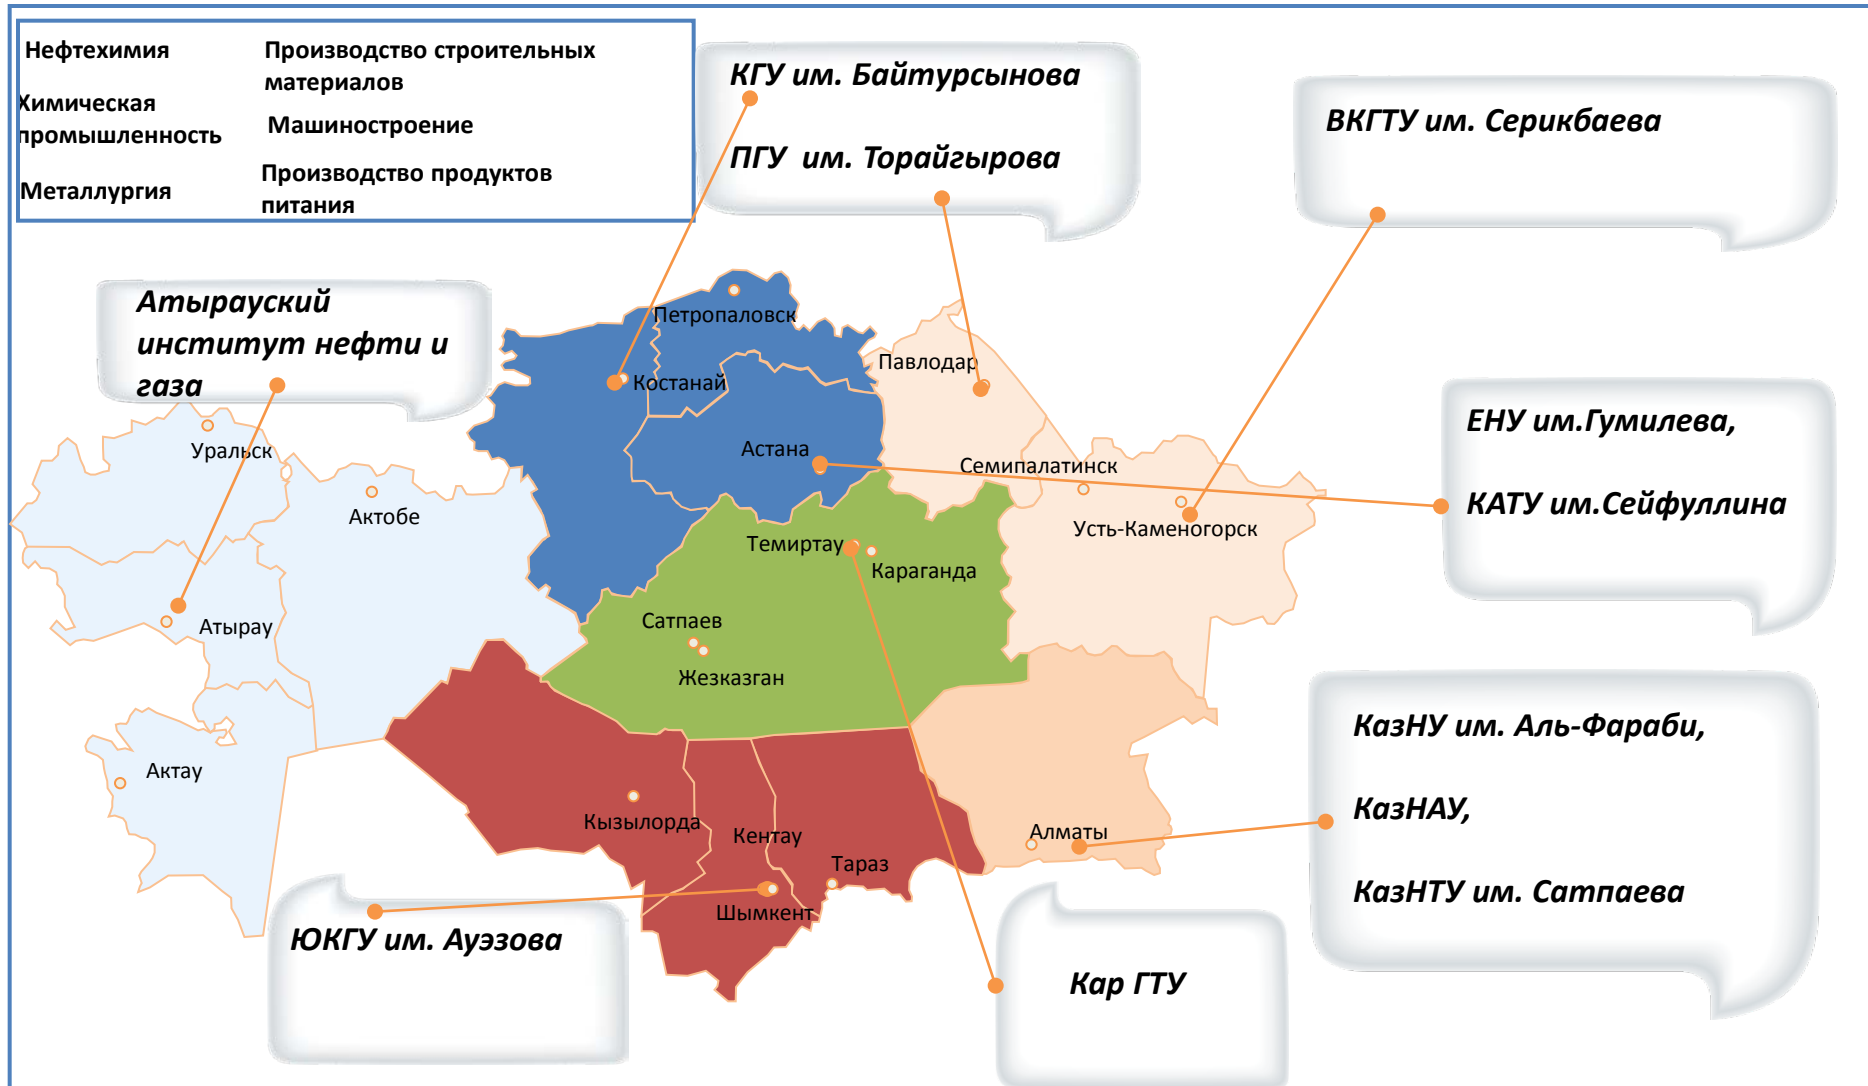 Нефтехимия
Производство строительных
материалов
Химическая
промышленность
Машиностроение
Металлургия
Производство продуктов
питания
КГУ им. Байтурсынова
ПГУ им. Торайгырова
ВКГТУ им. Серикбаева
Атырауский
институт нефти и
газа
Петропаловск
Павлодар
Костанай
Уральск
Астана
Семипалатинск
Актобе
Усть-Каменогорск
Темиртау
Караганда
ЕНУ им.Гумилева,
КАТУ им.Сейфуллина
Атырау
Сатпаев
Жезказган
Актау
Кызылорда
Кентау
Алматы
Тараз
Шымкент
КазНУ им. Аль-Фараби,
КазНАУ,
КазНТУ им. Сатпаева
ЮКГУ им. Ауэзова
Кар ГТУ